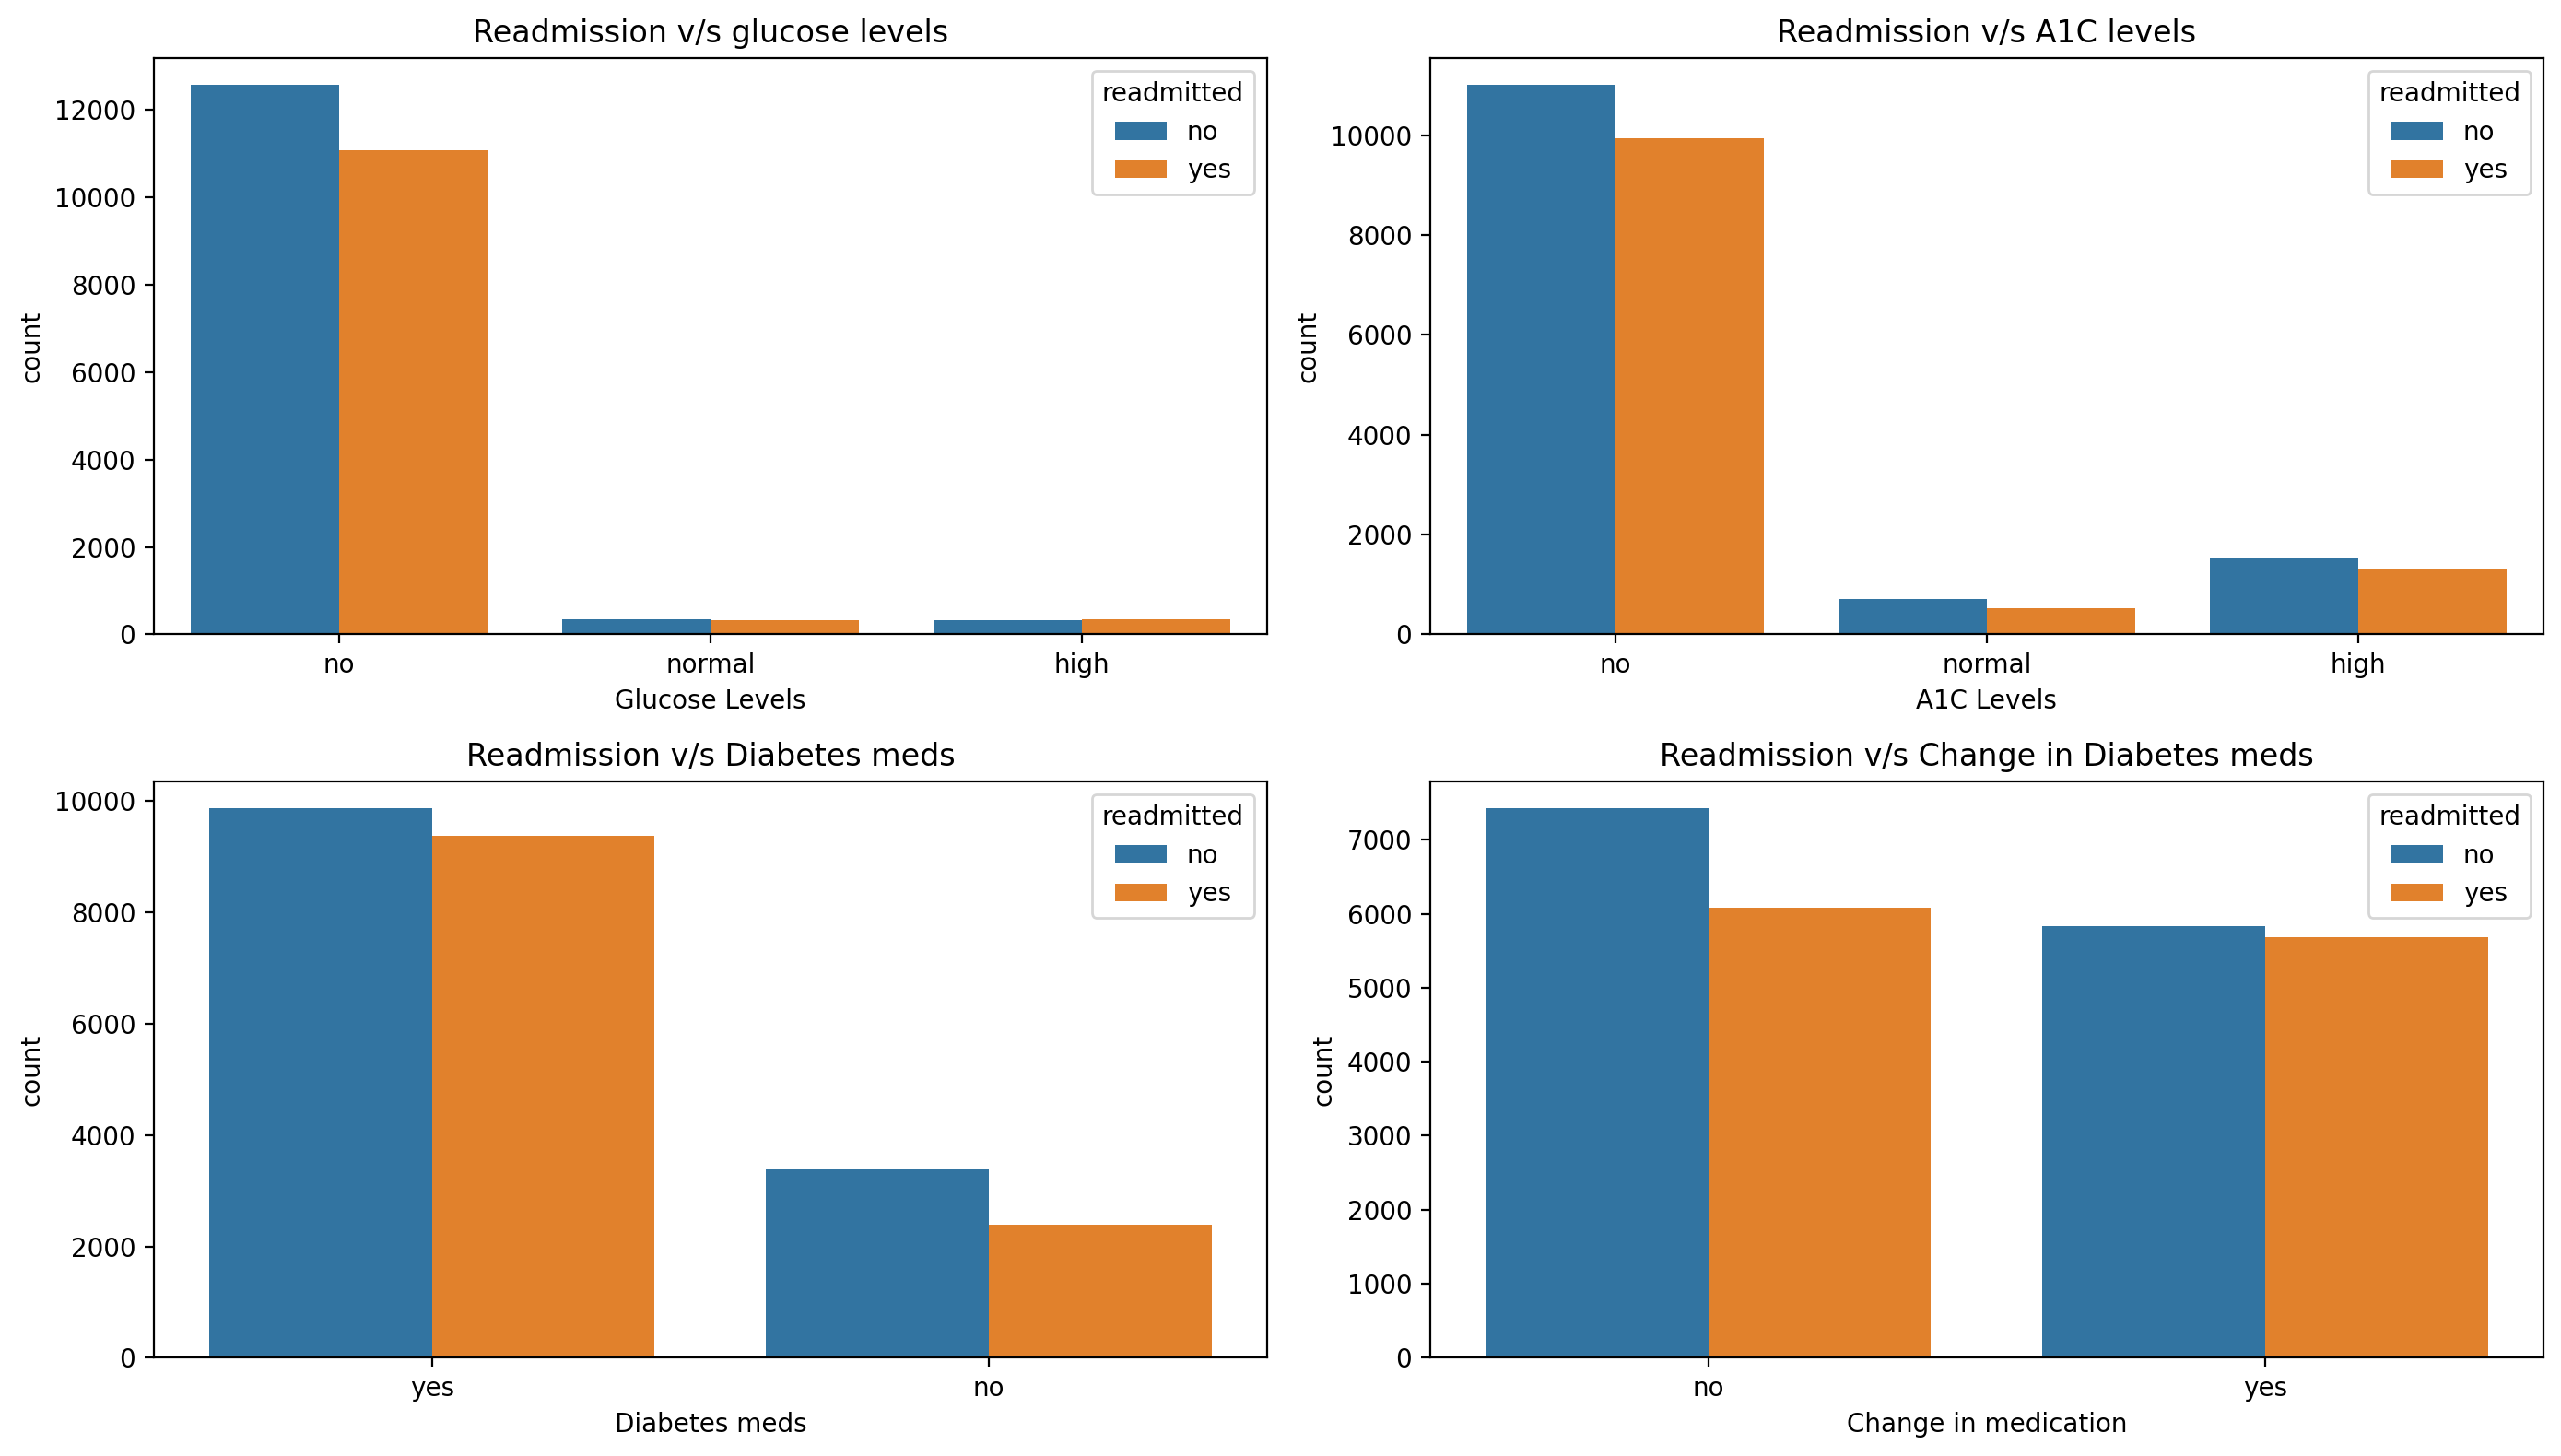 Readmission v/s glucose levels
12000
10000
8000
6000
4000
2000
0
count
no
normal
high
Glucose Levels
readmitted
no
yes
Readmission v/s A1C levels
10000
8000
6000
4000
2000
0
count
no
normal
high
A1C Levels
readmitted
no
yes
Readmission v/s Diabetes meds
10000
8000
6000
4000
2000
0
count
yes
no
Diabetes meds
readmitted
no
yes
Readmission v/s Change in Diabetes meds
7000
6000
5000
4000
3000
2000
1000
0
count
no
yes
Change in medication
readmitted
no
yes